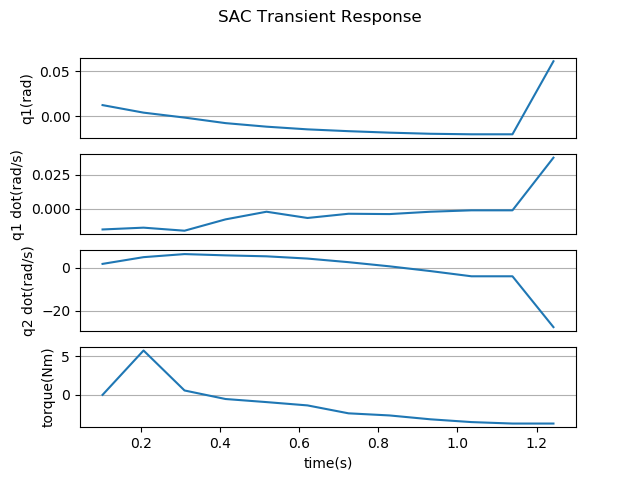 SAC Transient Response
q1(rad)
0.05
0.00
q1 dot(rad/s)
0.025
0.000
q2 dot(rad/s)
0
−20
torque(Nm)
5
0
0.2 0.4 0.6 0.8 1.0 1.2
time(s)